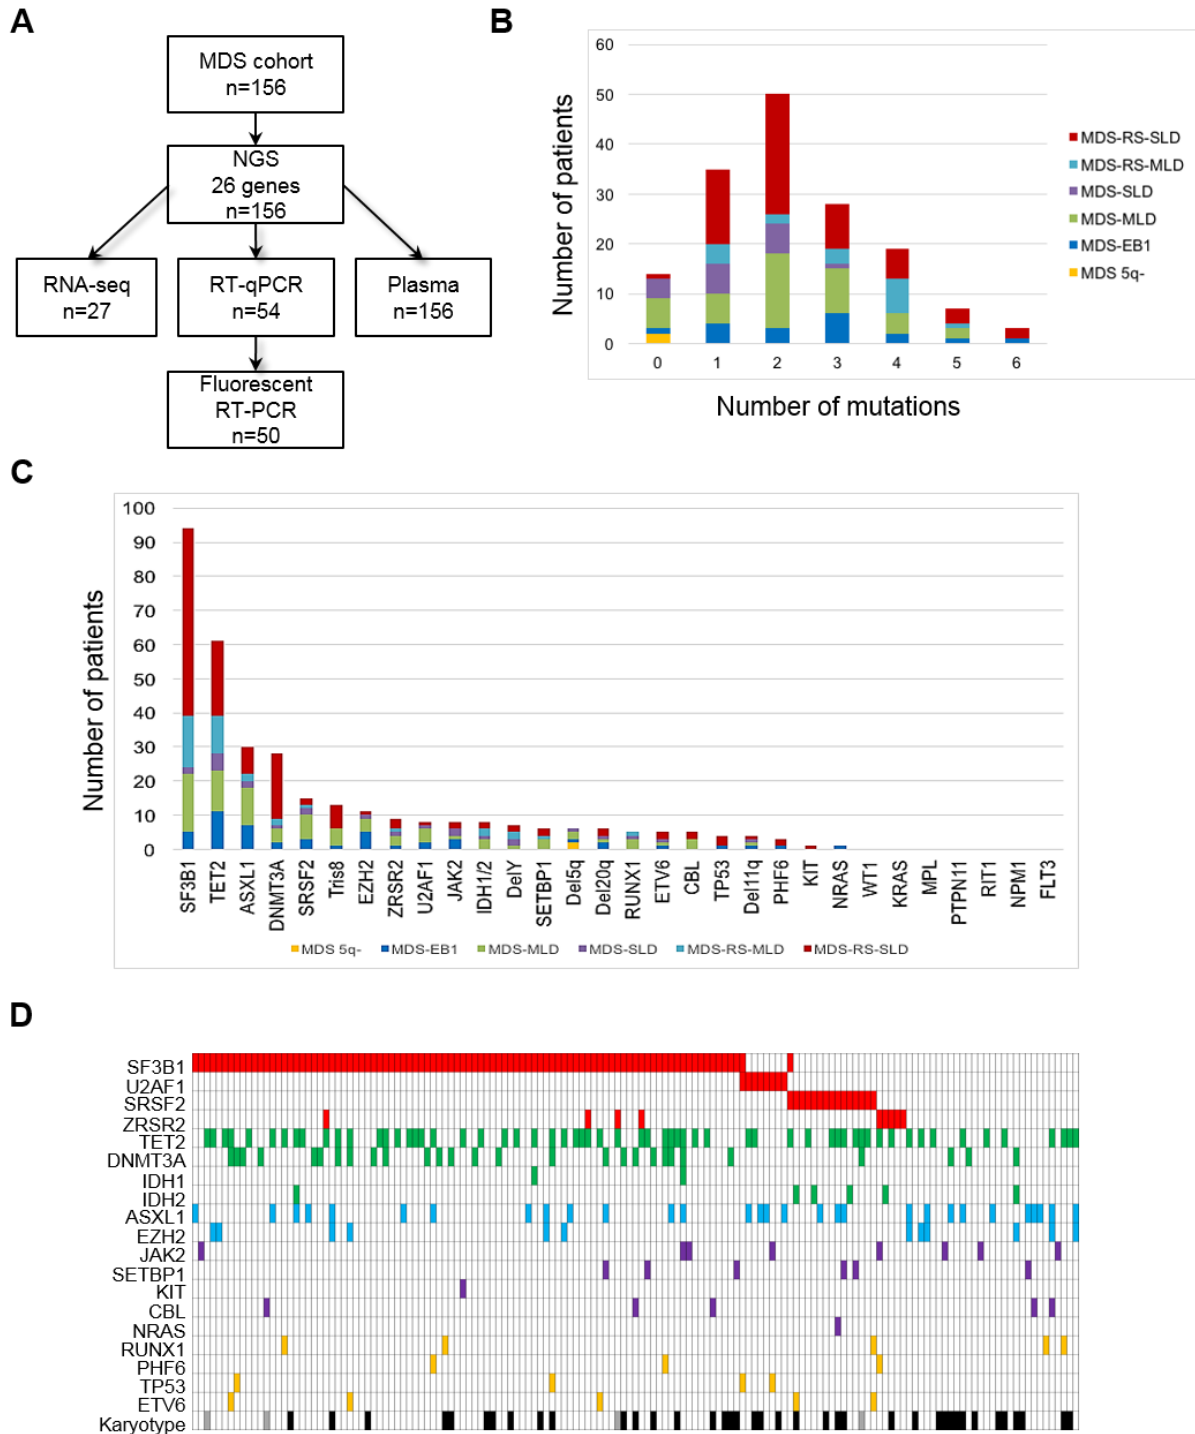 A
MDS cohort
n=156
NGS
26 genes
n=156
RNA-seq
n=27
RT-qPCR
n=54
Plasma
n=156
Fluorescent
RT-PCR
n=50
B
Number of patients
60
50
40
30
20
10
0
0 1 2 3 4 5 6
Number of mutations
MDS-RS-SLD
MDS-RS-MLD
MDS-SLD
MDS-MLD
MDS-EB1
MDS 5q-
C
Number of patients
100
90
80
70
60
50
40
30
20
10
0
SF3B1
TET2
ASXL1
DNMT3A
SRSF2
Tris8
EZH2
ZRSR2
U2AF1
JAK2
IDH1/2
DelY
SETBP1
Del5q
Del20q
RUNX1
ETV6
CBL
TP53
Del11q
PHF6
KIT
NRAS
WT1
KRAS
MPL
PTPN11
RIT1
NPM1
FLT3
MDS 5q- MDS-EB1 MDS-MLD MDS-SLD MDS-RS-MLD MDS-RS-SLD
D
SF3B1
U2AF1
SRSF2
ZRSR2
TET2
DNMT3A
IDH1
IDH2
ASXL1
EZH2
JAK2
SETBP1
KIT
CBL
NRAS
RUNX1
PHF6
TP53
ETV6
Karyotype